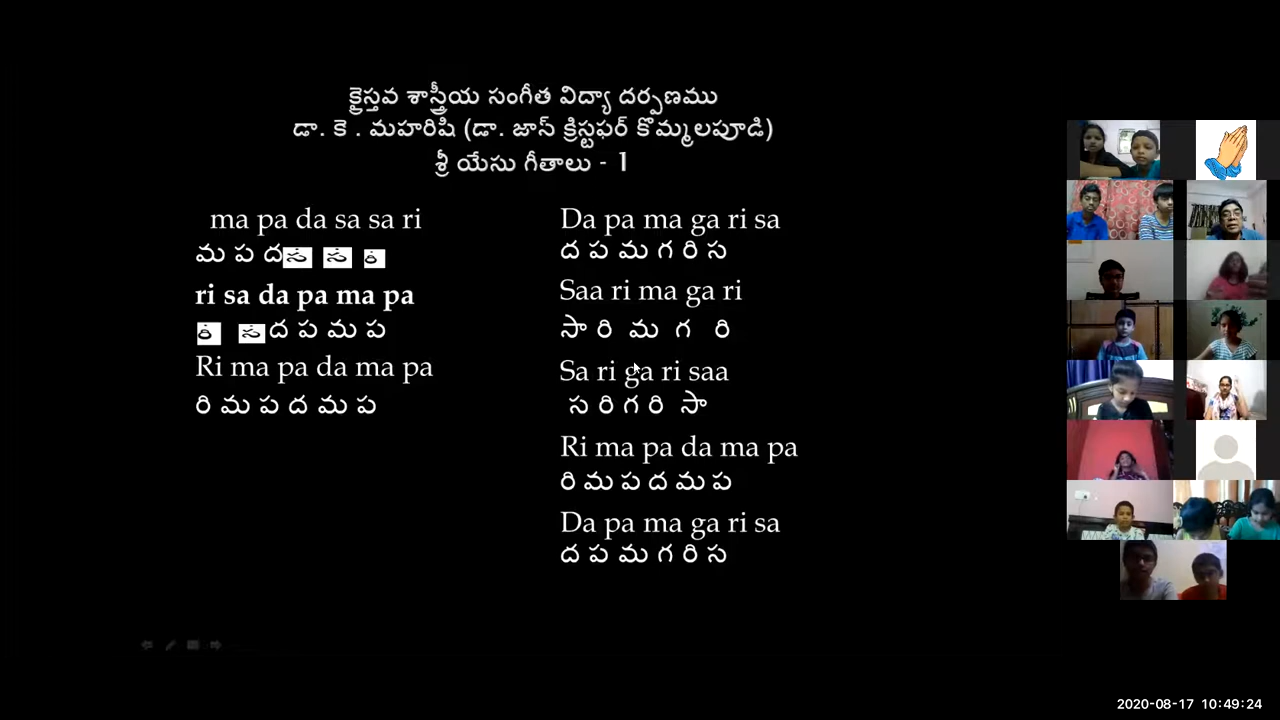 కైస్తవ శాస్త్రీయ సంగీత విద్యా దర్పణము
డా. కె . మహరిషి (డా. జాస్ క్రిస్టఫర్ కొమ్మలపూడి)
శ్రీ యేసు గీతాలు - 1
ma pa da sa sa ri
మ ప ద స స రి
ri sa da pa ma pa
రి స ద ప మ ప
Ri ma pa da ma pa
రి మ ప ద మ ప
Da pa ma ga ri sa
ద ప మ గ రి స
Saa ri ma ga ri
సా రి మ గ రి
Sa ri ga ri saa
స రి గ రి సా
Ri ma pa da ma pa
రి మ ప ద మ ప
Da pa ma ga ri sa
ద ప మ గ రి స
2020-08-17 10:49:24